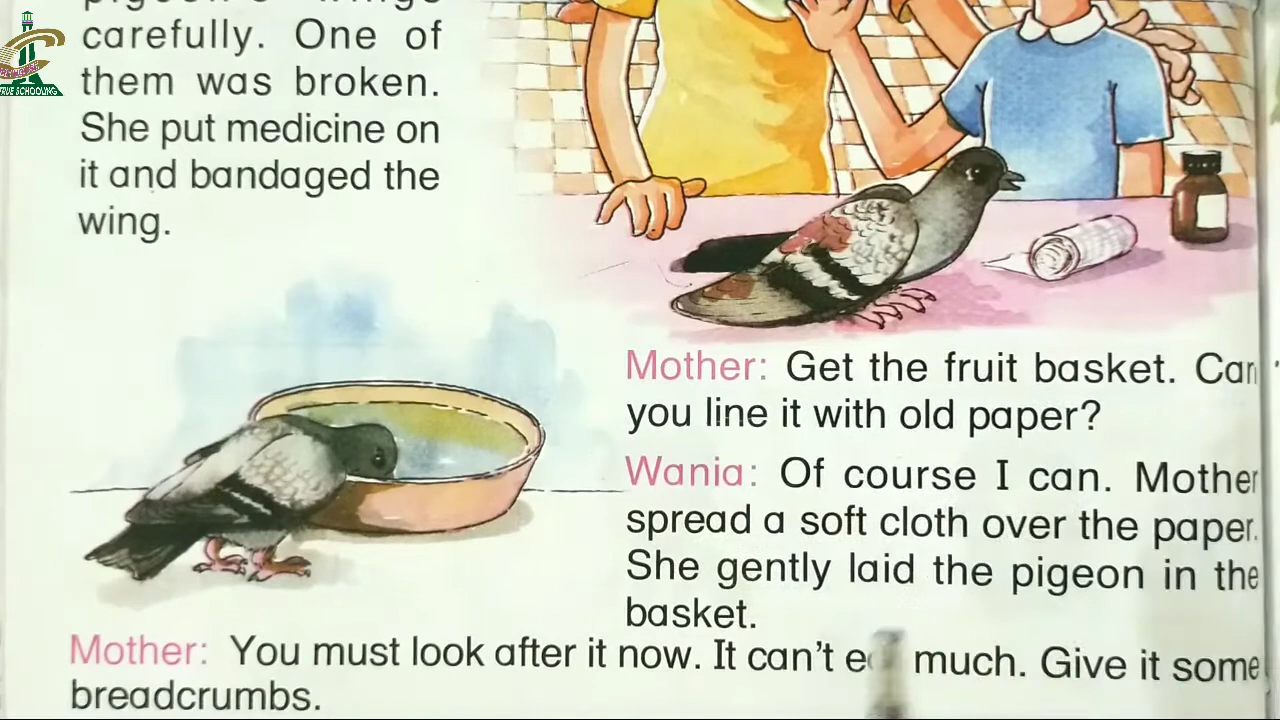 carefully. One of
them was broken.
She put medicine on
it and bandaged the
wing.
Mother: Get the fruit basket. Can
you line it with old paper?
Wania: Of course I can. Mother
spread a soft cloth over the paper.
She gently laid the pigeon in the
basket.
Mother: You must look after it now. It can't much. Give it some
breadcrumbs.
TRUE SCHOOLING